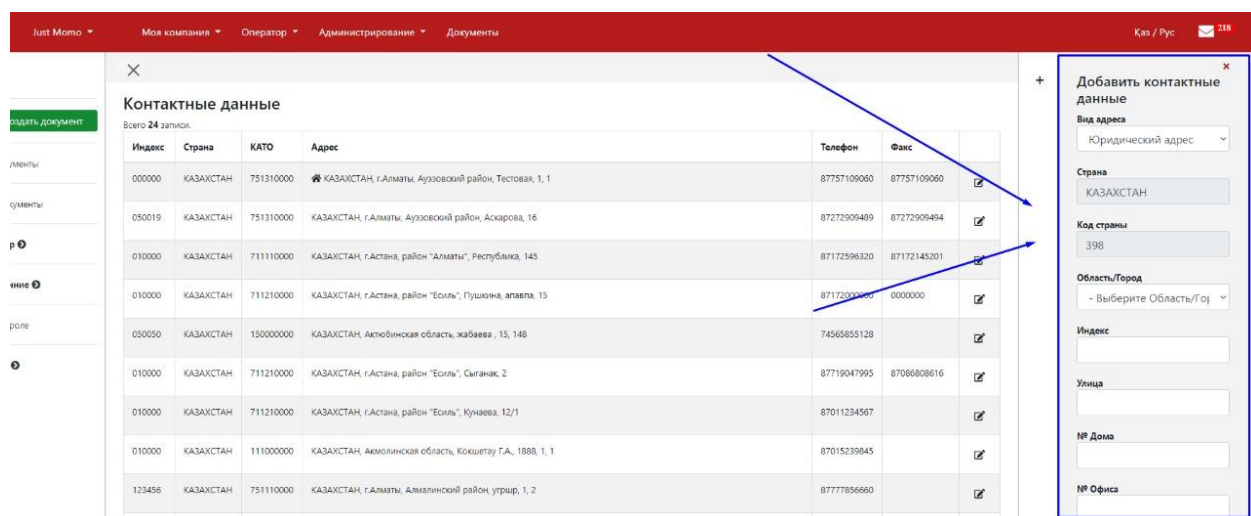 Just Momo Моя компания Оператор Администрирование Документы Қаз / Рус 218
оздать документ
ументы
ументы
р
ние
роле
Контактные данные
Всего 24 записи.
Индекс Страна КАТО Адрес Телефон Факс
000000 КАЗАХСТАН 751310000 КАЗАХСТАН, г.Алматы, Ауэзовский район, Тестовая, 1, 1 87757109060 87757109060
050019 КАЗАХСТАН 751310000 КАЗАХСТАН, г.Алматы, Ауэзовский район, Аскарова, 16 87272909489 87272909494
010000 КАЗАХСТАН 711110000 КАЗАХСТАН, г.Астана, район "Алматы", Республика, 145 87172596320 87172145201
010000 КАЗАХСТАН 711210000 КАЗАХСТАН, г.Астана, район "Есиль", Пушкина, апавпа, 15 0000000
050050 КАЗАХСТАН 150000000 КАЗАХСТАН, Актюбинская область, жабаева , 15, 148 74565855128
010000 КАЗАХСТАН 711210000 КАЗАХСТАН, г.Астана, район "Есиль", Сыганак, 2 87719047995 87086808616
010000 КАЗАХСТАН 711210000 КАЗАХСТАН, г.Астана, район "Есиль", Кунаева, 12/1 87011234567
010000 КАЗАХСТАН 111000000 КАЗАХСТАН, Акмолинская область, Кокшетау Г.А., 1888, 1, 1 87015239845
123456 КАЗАХСТАН 751110000 КАЗАХСТАН, г.Алматы, Алмалинский район, угршр, 1, 2 87777856660
Добавить контактные
данные
Вид адреса
Юридический адрес
Страна
КАЗАХСТАН
Код страны
398
Область/Город
- Выберите Область/Гор
Индекс
Улица
№ Дома
№ Офиса